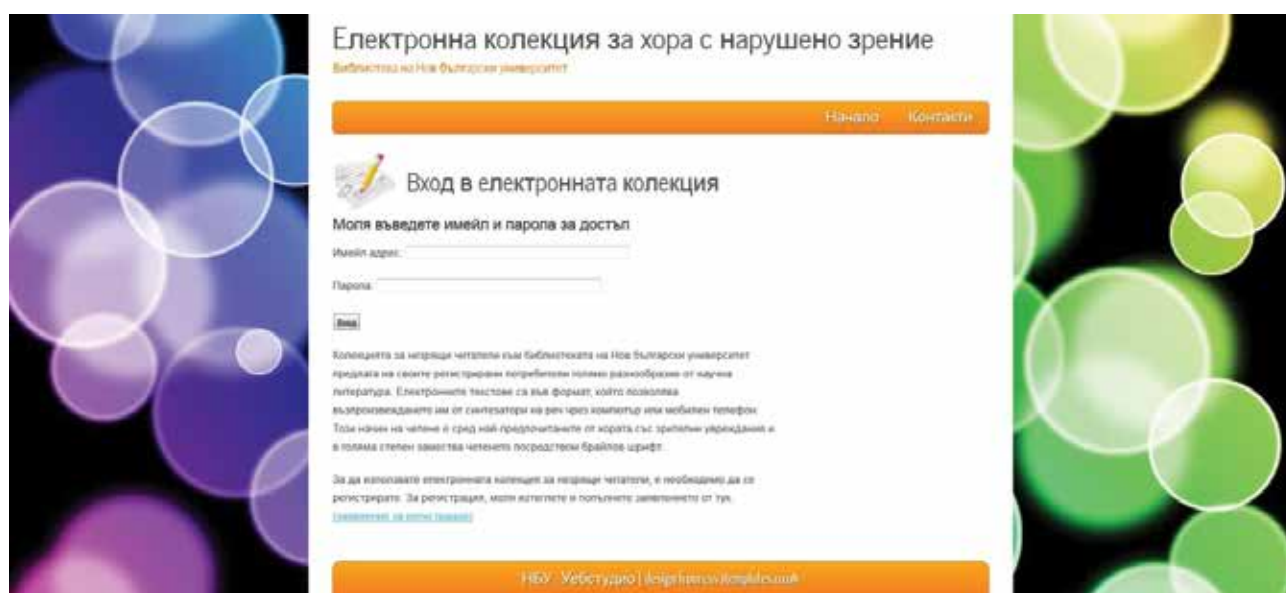 Електронна колекция за хора с нарушено зрение
Библиотека на Нов български университет
Начало Контакти
Вход в електронната колекция
Моля въведете имейл и парола за достъп
Имейл адрес:
Парола:
Вход
Колекцията за незрящи читатели към библиотеката на Нов български университет
предлага на своите регистрирани потребители голямо разнообразие от научна
литература. Електронните текстове са във формат, който позволява
възпроизвеждането им от синтезатори на реч чрез компютър или мобилен телефон.
Този начин на четене е сред най-предпочитаните от хората със зрителни увреждания и
в голяма степен замества четенето посредством брайлов шрифт.
За да използвате електронната колекция за незрящи читатели, е необходимо да се
регистрирате. За регистрация, моля изтеглете и попълнете заявлението от тук.
НБУ - Уебстудио |